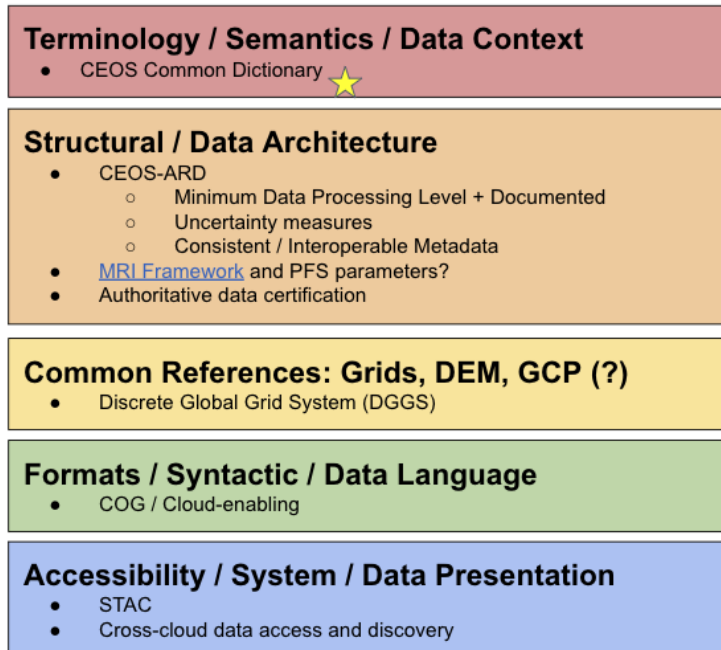 Terminology / Semantics / Data Context
● CEOS Common Dictionary
Structural / Data Architecture
● CEOS-ARD
○ Minimum Data Processing Level + Documented
○ Uncertainty measures
○ Consistent / Interoperable Metadata
● MRI Framework and PFS parameters?
● Authoritative data certification
Common References: Grids, DEM, GCP (?)
● Discrete Global Grid System (DGGS)
Formats / Syntactic / Data Language
● COG / Cloud-enabling
Accessibility / System / Data Presentation
● STAC
● Cross-cloud data access and discovery